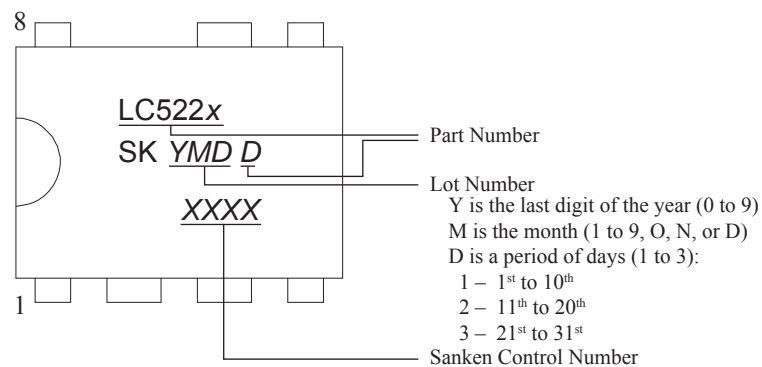 8
LC522x
SK YMD D
XXXX
1
Part Number
Lot Number
Y is the last digit of the year (0 to 9)
M is the month (1 to 9, O, N, or D)
D is a period of days (1 to 3):
1 – 1st to 10th
2 – 11th to 20th
3 – 21st to 31st
Sanken Control Number